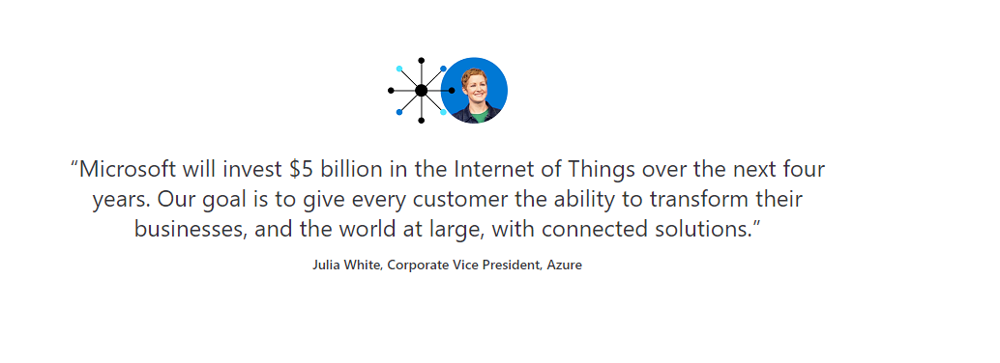 “Microsoft will invest $5 billion in the Internet of Things over the next four
years. Our goal is to give every customer the ability to transform their
businesses, and the world at large, with connected solutions.”
Julia White, Corporate Vice President, Azure